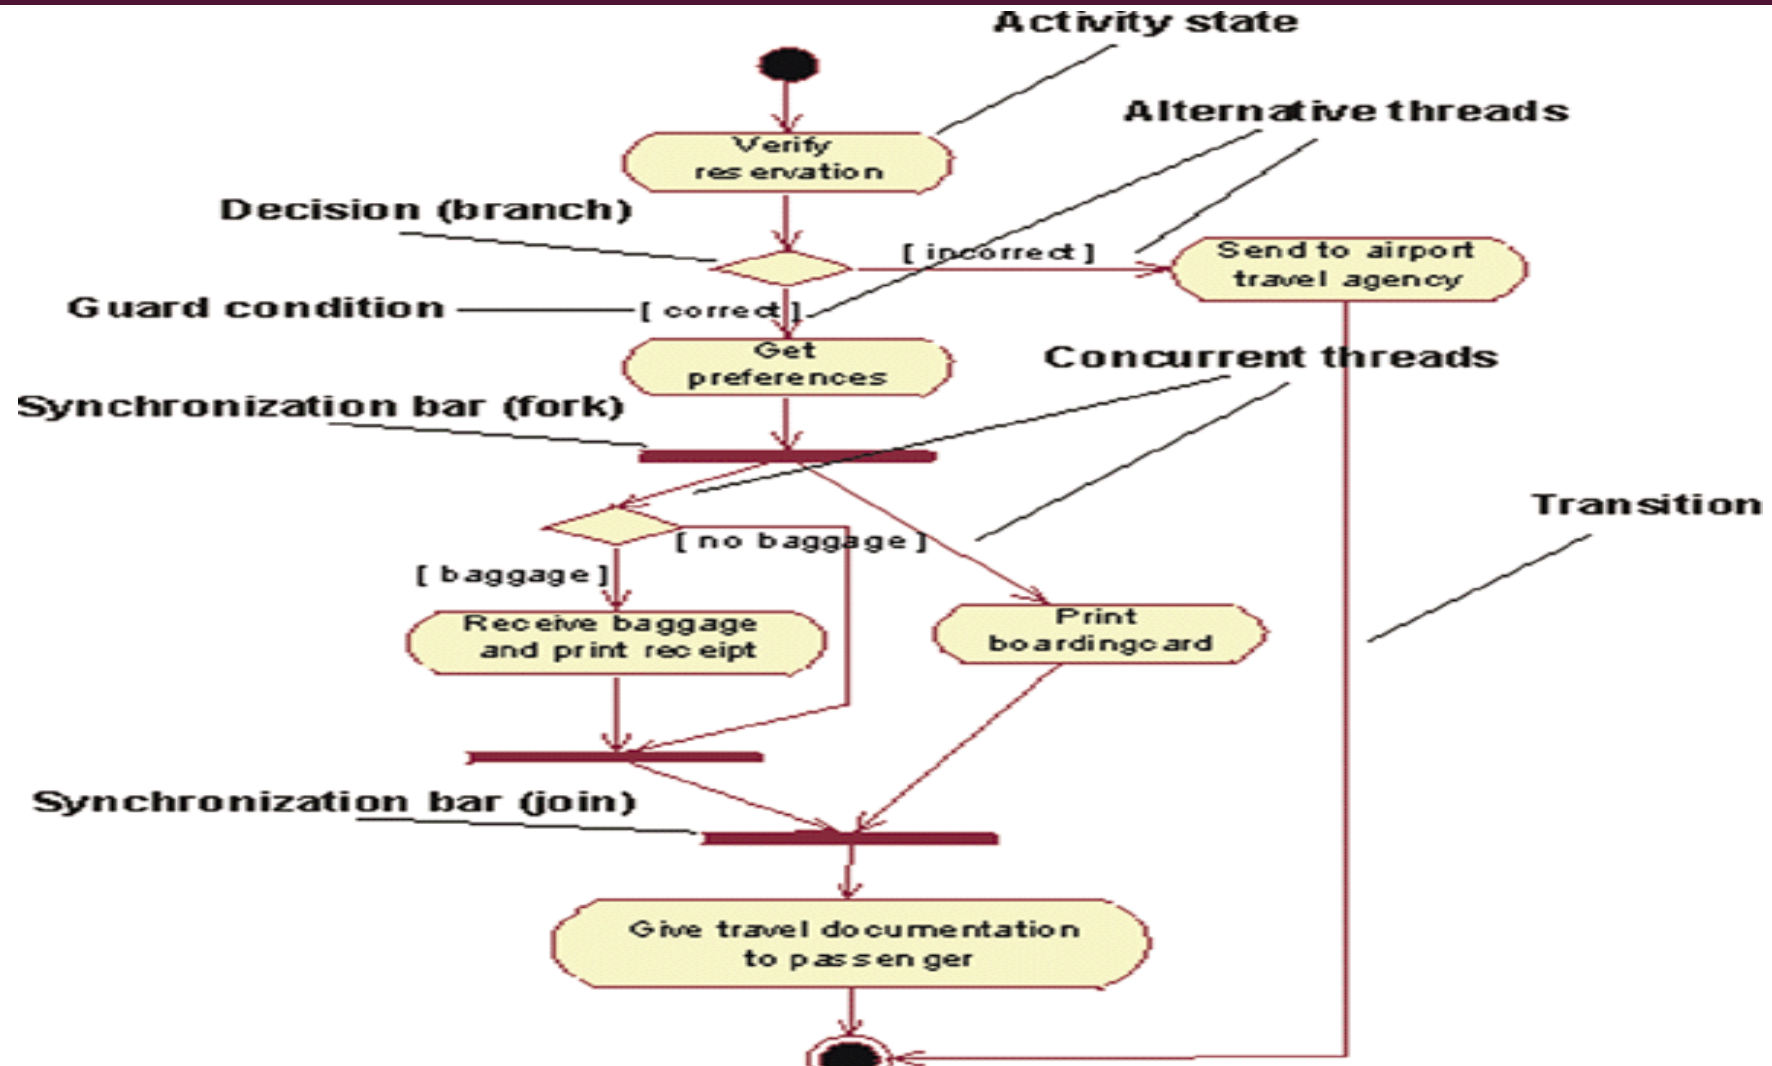 Activity state
Alternative threads
Verify
reservation
Decision (branch)
[ incorrect ]
Send to airport
travel agency
Guard condition
[ correct ]
Get
preferences
Concurrent threads
Synchronization bar (fork)
Transition
[ no baggage ]
[ baggage ]
Receive baggage
and print receipt
Print
boardingcard
Synchronization bar (join)
Give travel documentation
to passenger